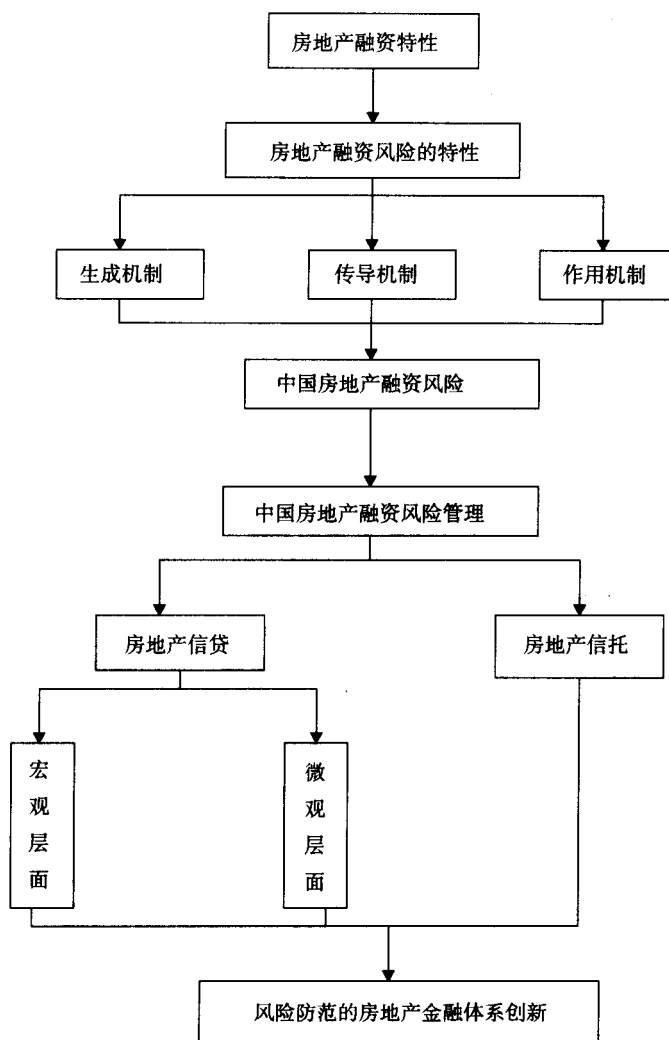 房地产融资特性
房地产融资风险的特性
生成机制
传导机制
作用机制
中国房地产融资风险
中国房地产融资风险管理
房地产信贷
房地产信托
宏观层面
微观层面
风险防范的房地产金融体系创新